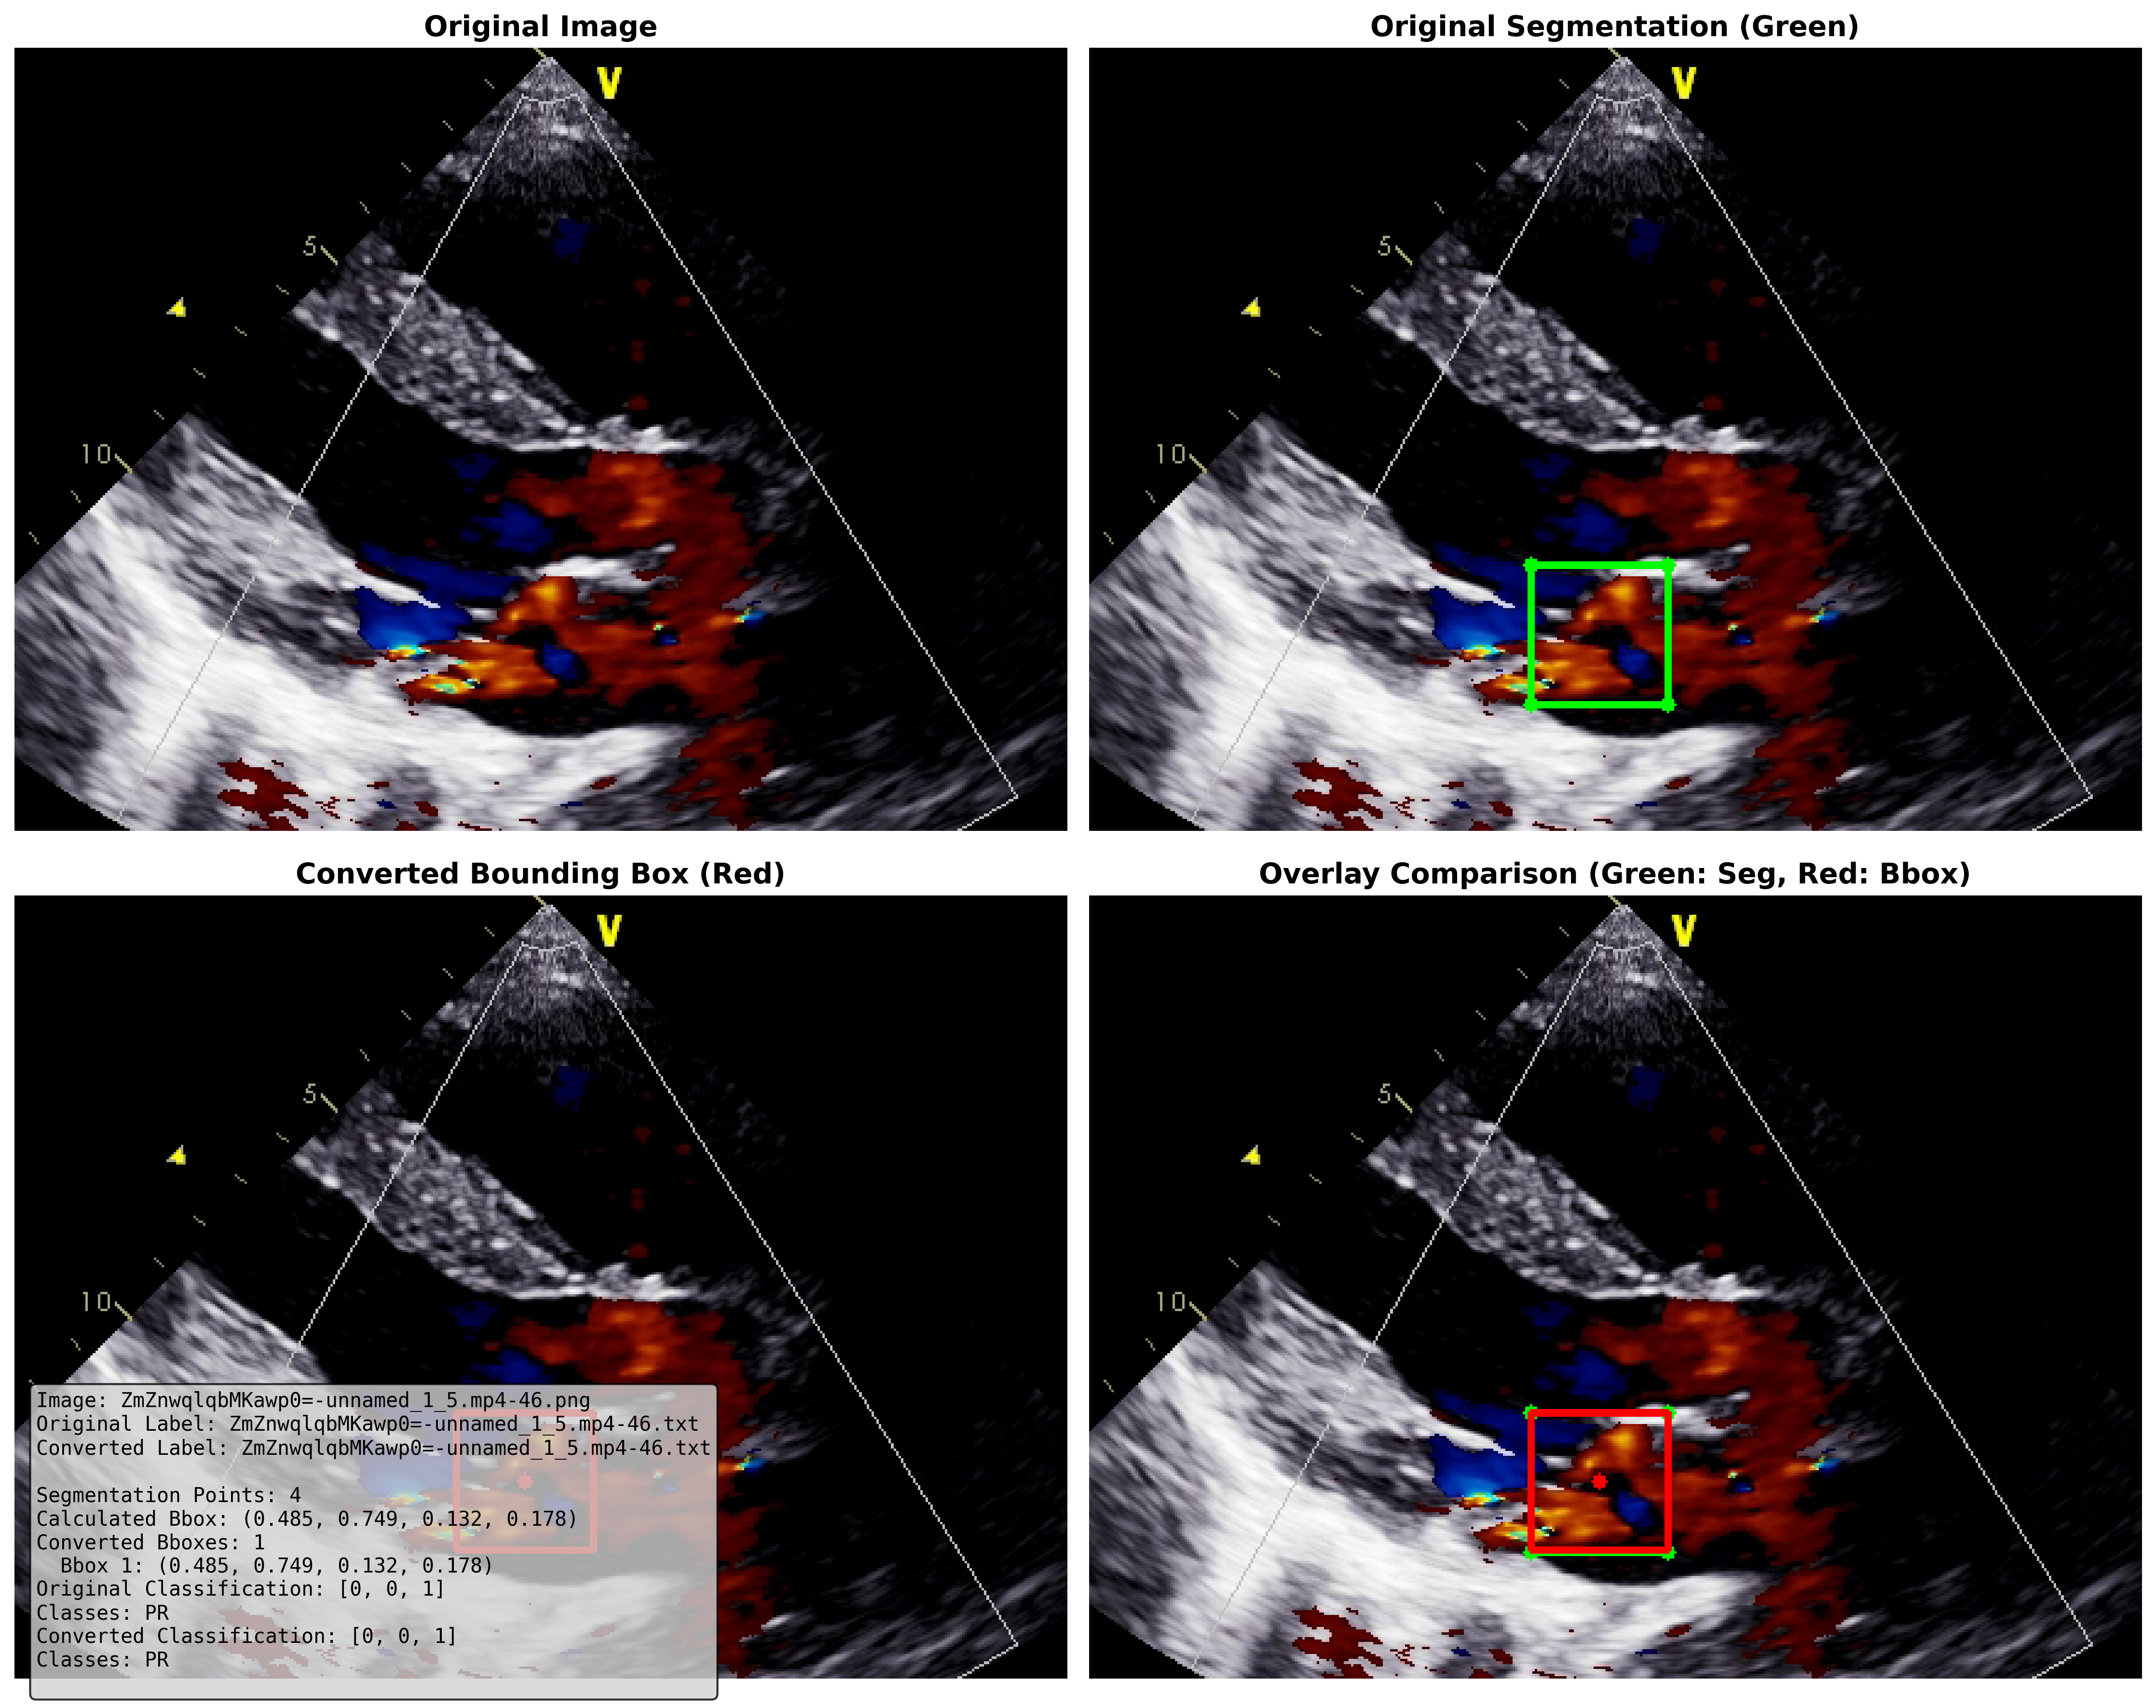 Original Image
Original Segmentation (Green)
V
5
10
V
5
10
Converted Bounding Box (Red)
Overlay Comparison (Green: Seg, Red: Bbox)
V
5
10
V
5
10
Image: ZmZnwqlqbMKawp0=-unnamed_1_5.mp4-46.png
Original Label: ZmZnwqlqbMKawp0=-unnamed_1_5.mp4-46.txt
Converted Label: ZmZnwqlqbMKawp0=-unnamed_1_5.mp4-46.txt
Segmentation Points: 4
Calculated Bbox: (0.485, 0.749, 0.132, 0.178)
Converted Bboxes: 1
Bbox 1: (0.485, 0.749, 0.132, 0.178)
Original Classification: [0, 0, 1]
Classes: PR
Converted Classification: [0, 0, 1]
Classes: PR